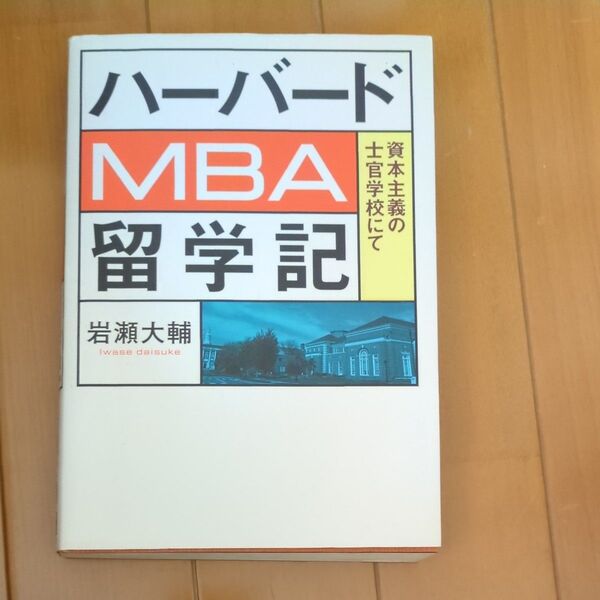 ハーバード
MBA
留学記
資本主義の
士官学校にて
岩瀬大輔
Iwase daisuke